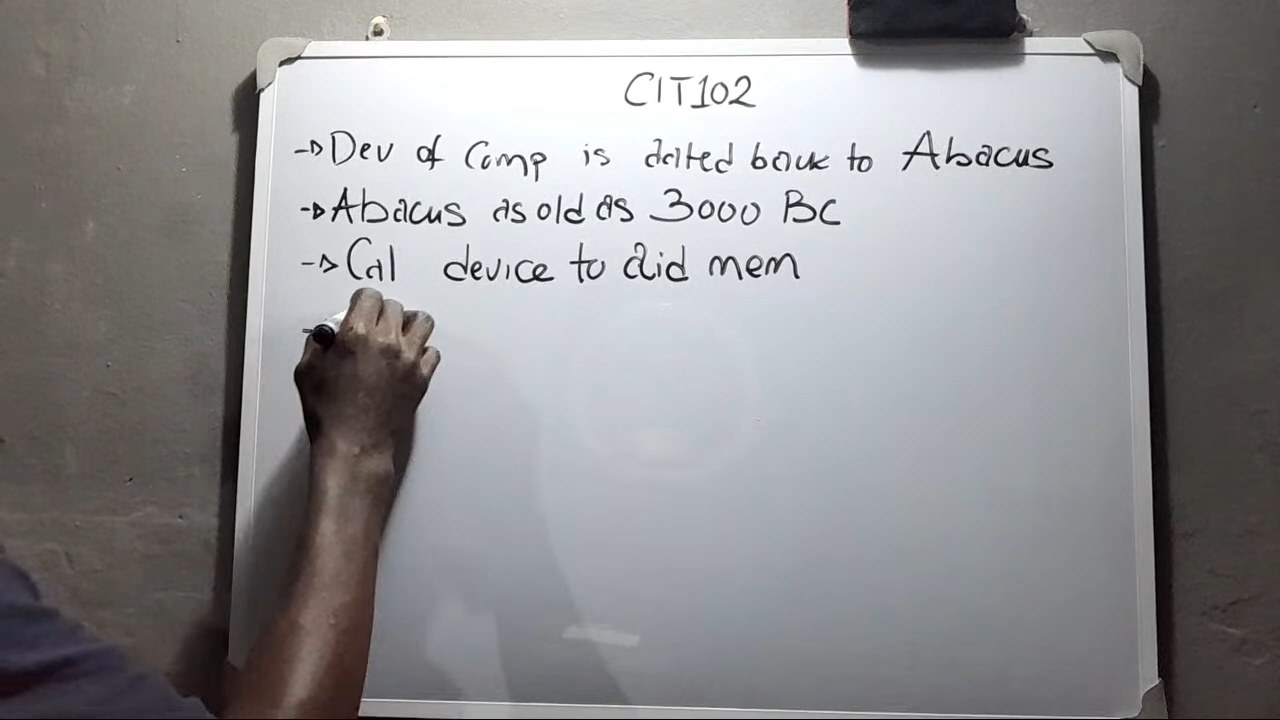 CIT102
→Dev of Comp is dated back to Abacus
→Abacus as old as 3000 BC
→Cal device to aid mem